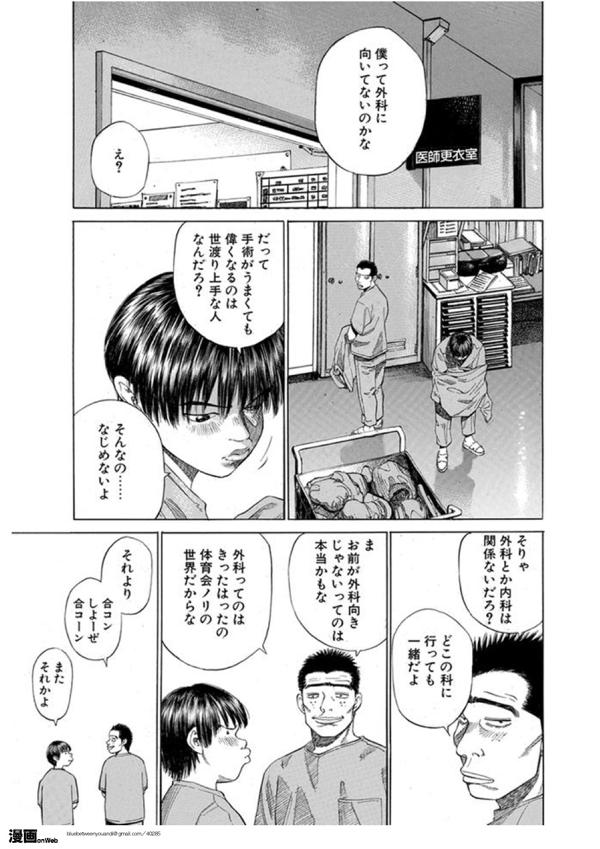 僕って外科に
向いてないのかな
医師更衣室
え?
だって
手術がうまくても
偉くなるのは
世渡り上手な人
なんだろ?
そんなの……
なじめないよ
そりゃ
外科とか内科は
関係ないだろ?
どこの科に
行っても
一緒だよ
ま
お前が外科向き
じゃないってのは
本当かもな
外科ってのは
きったはったの
体育会ノリの
世界だからな
それより
合コン
しよーぜ
合コーン
また
それかよ
漫画onWeb
bluebetweenyouandi@gmail.com/40285